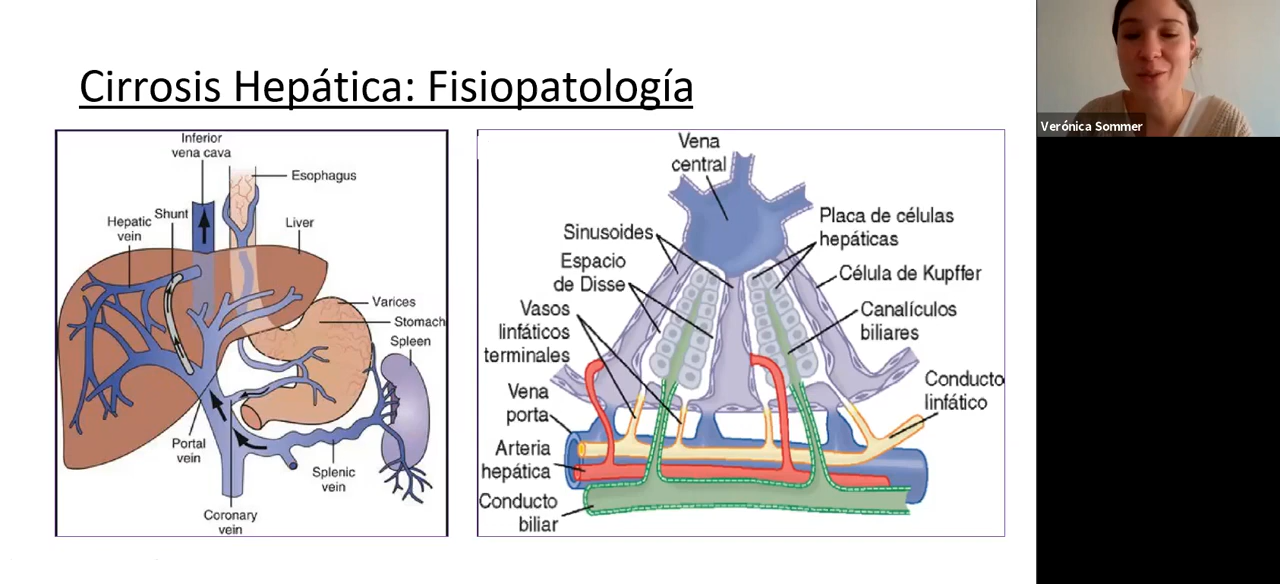 Cirrosis Hepática: Fisiopatología
Inferior
vena cava
Esophagus
Hepatic
vein
Shunt
Liver
Varices
Stomach
Spleen
Portal
vein
Splenic
vein
Coronary
vein
Vena
central
Sinusoides
Espacio
de Disse
Vasos
linfáticos
terminales
Vena
porta
Arteria
hepática
Conducto
biliar
Placa de células
hepáticas
Célula de Kupffer
Canalículos
biliares
Conducto
linfático
Verónica Sommer